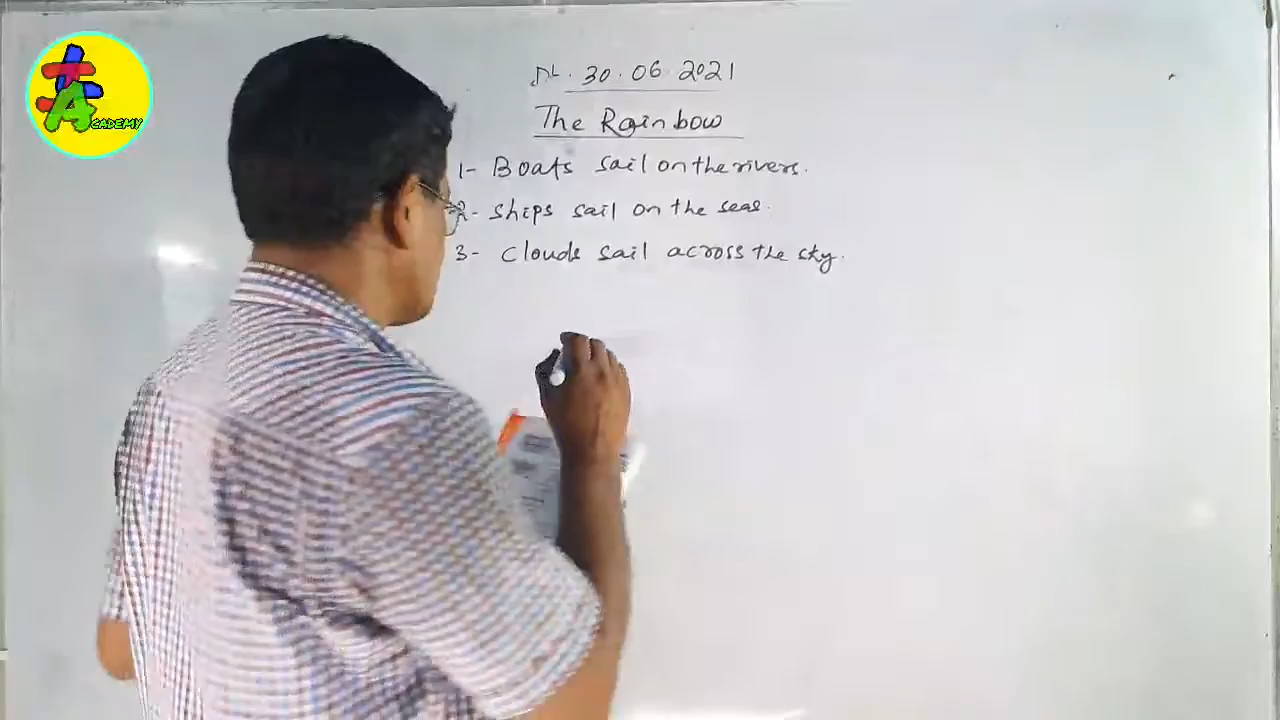 Dt. 30.06.2021
The Rainbow
1- Boats sail on the rivers.
2- Ships sail on the seas.
3- Clouds sail across the sky.
ACADEMY